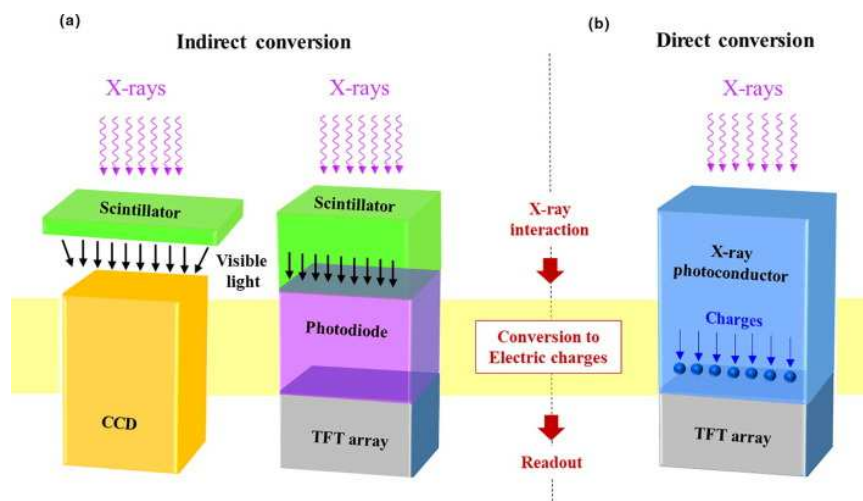 (a)
Indirect conversion
X-rays
X-rays
Scintillator
Visible
light
CCD
Scintillator
Photodiode
TFT array
X-ray
interaction
Conversion to
Electric charges
Readout
(b)
Direct conversion
X-rays
X-ray
photoconductor
Charges
TFT array